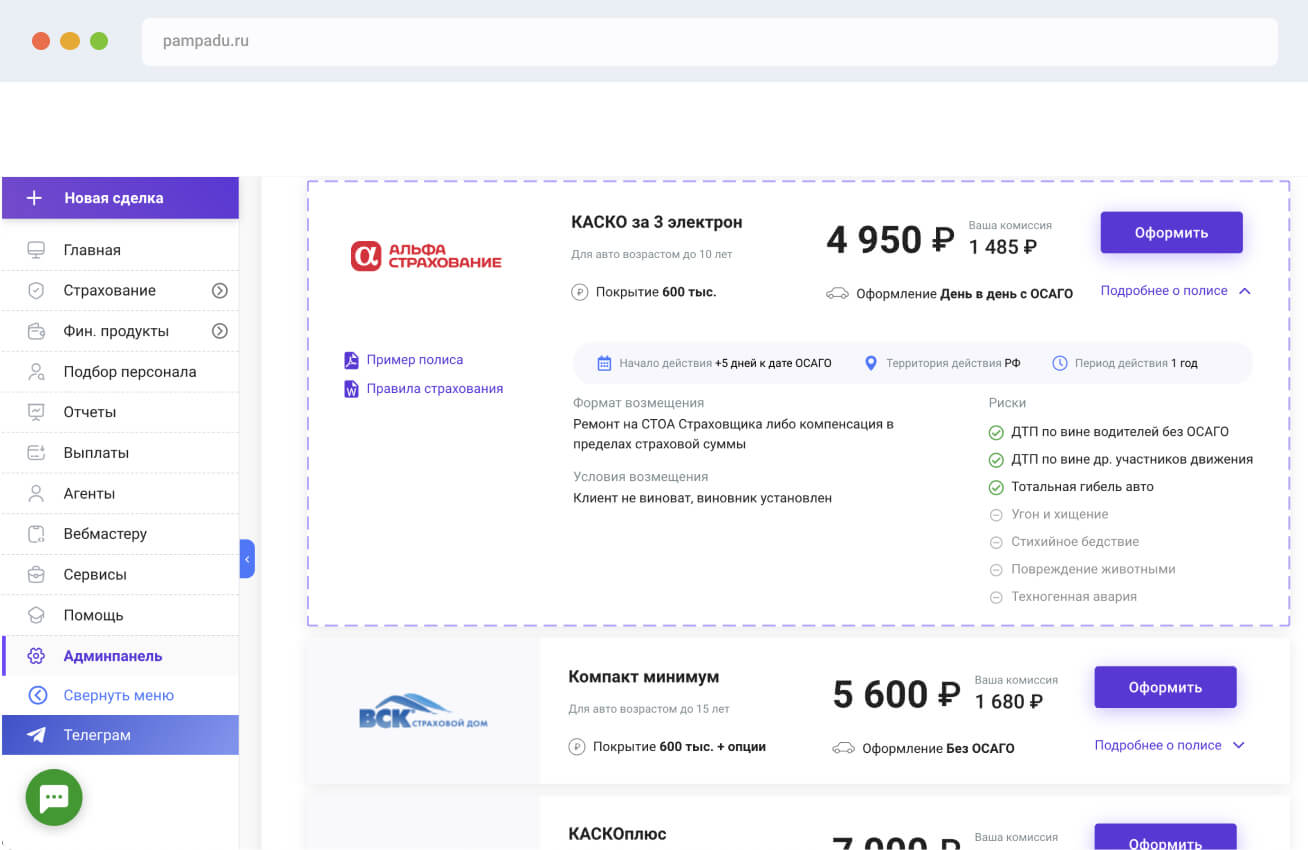 pampadu.ru
Новая сделка
Главная
Страхование
Фин. продукты
Подбор персонала
Отчеты
Выплаты
Агенты
Вебмастеру
Сервисы
Помощь
Админпанель
Свернуть меню
Телеграм
АЛЬФА
СТРАХОВАНИЕ
КАСКО за 3 электрон
Для авто возрастом до 10 лет
Покрытие 600 тыс.
4 950 ₽
Ваша комиссия
1 485 ₽
Оформление День в день с ОСАГО
Оформить
Подробнее о полисе
Пример полиса
Правила страхования
Начало действия +5 дней к дате ОСАГО
Территория действия РФ
Период действия 1 год
Формат возмещения
Ремонт на СТОА Страховщика либо компенсация в
пределах страховой суммы
Условия возмещения
Клиент не виноват, виновник установлен
Риски
ДТП по вине водителей без ОСАГО
ДТП по вине др. участников движения
Тотальная гибель авто
Угон и хищение
Стихийное бедствие
Повреждение животными
Техногенная авария
ВСК СТРАХОВОЙ ДОМ
Компакт минимум
Для авто возрастом до 15 лет
Покрытие 600 тыс. + опции
5 600 ₽
Ваша комиссия
1 680 ₽
Оформление Без ОСАГО
Оформить
Подробнее о полисе
КАСКОплюс
7 900 ₽
Ваша комиссия
Оформить